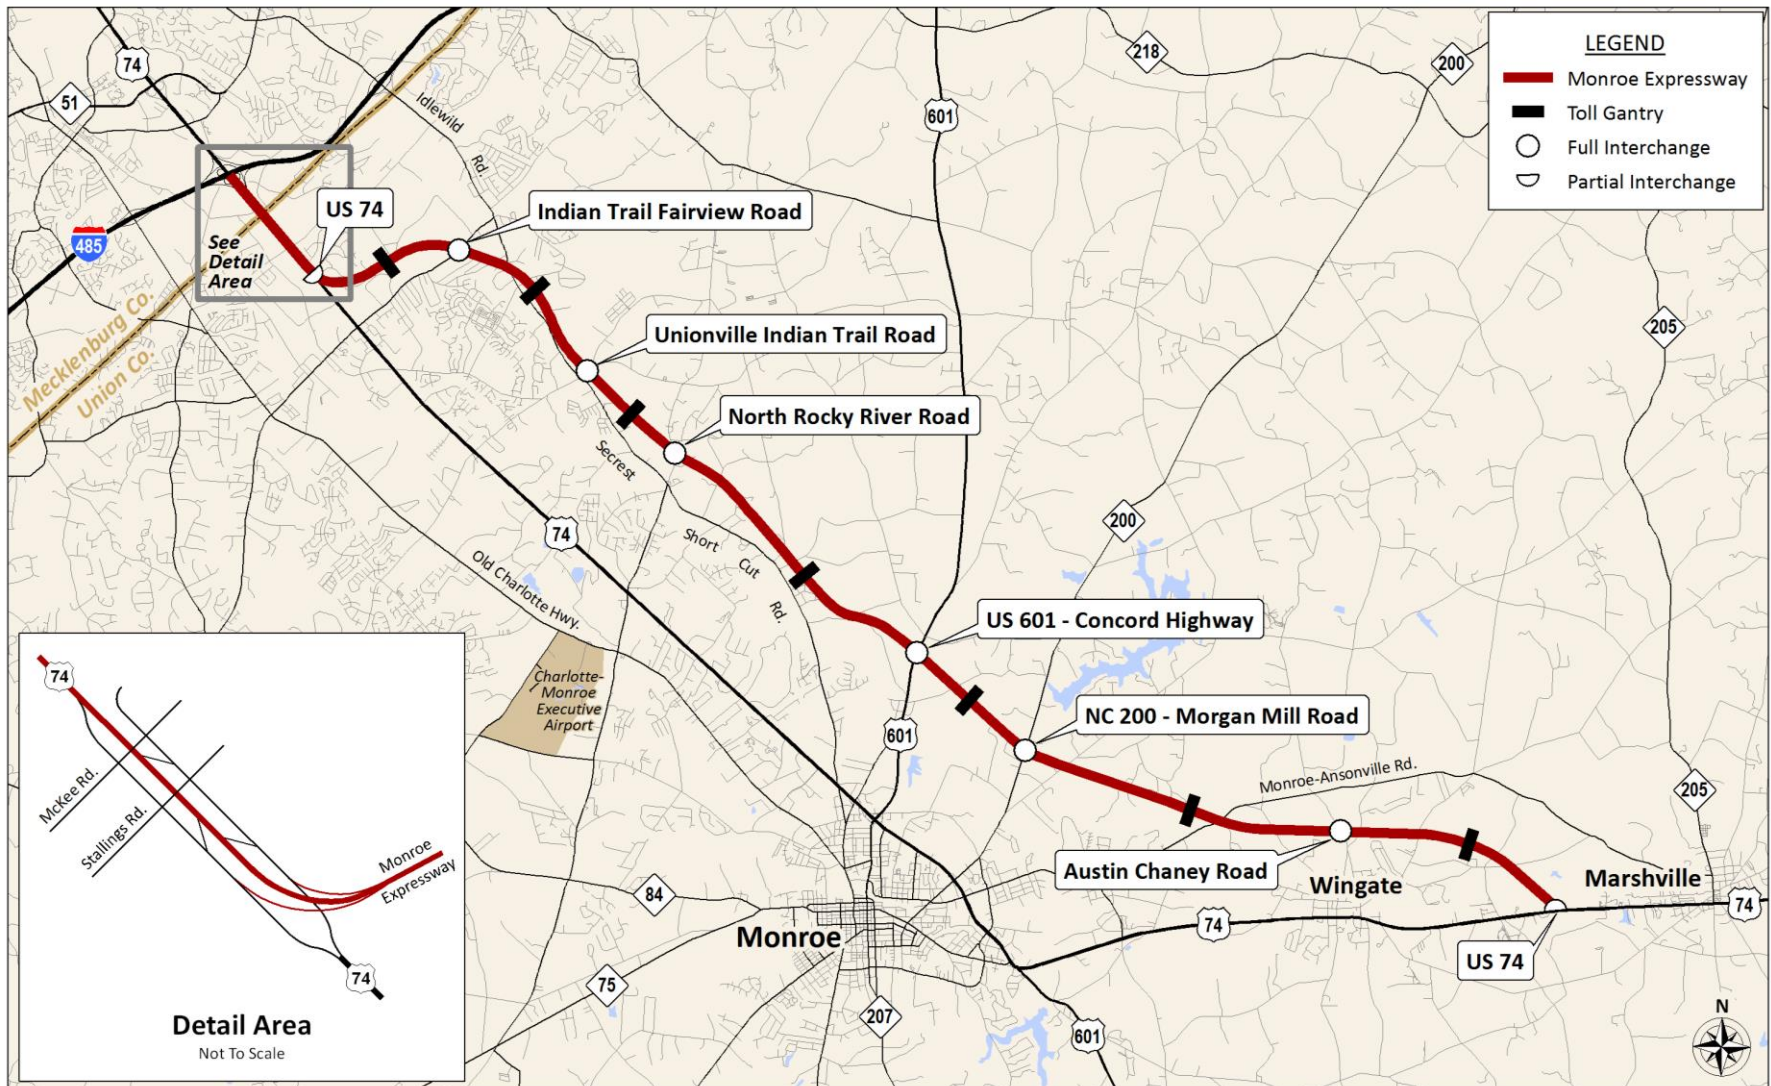 LEGEND
Monroe Expressway
Toll Gantry
Full Interchange
Partial Interchange
74
51
485
Idlewild
Rd.
601
218
200
US 74
See
Detail
Area
Indian Trail Fairview Road
Mecklenburg Co.
Union Co.
Unionville Indian Trail Road
205
North Rocky River Road
Secrest
Short
Cut
Rd.
74
Old Charlotte Hwy.
200
US 601 - Concord Highway
Charlotte-
Monroe
Executive
Airport
601
NC 200 - Morgan Mill Road
Monroe-Ansonville Rd.
205
Austin Chaney Road
Wingate
Marshville
74
74
US 74
84
Monroe
75
207
601
N
74
McKee Rd.
Stallings Rd.
Monroe
Expressway
74
Detail Area
Not To Scale